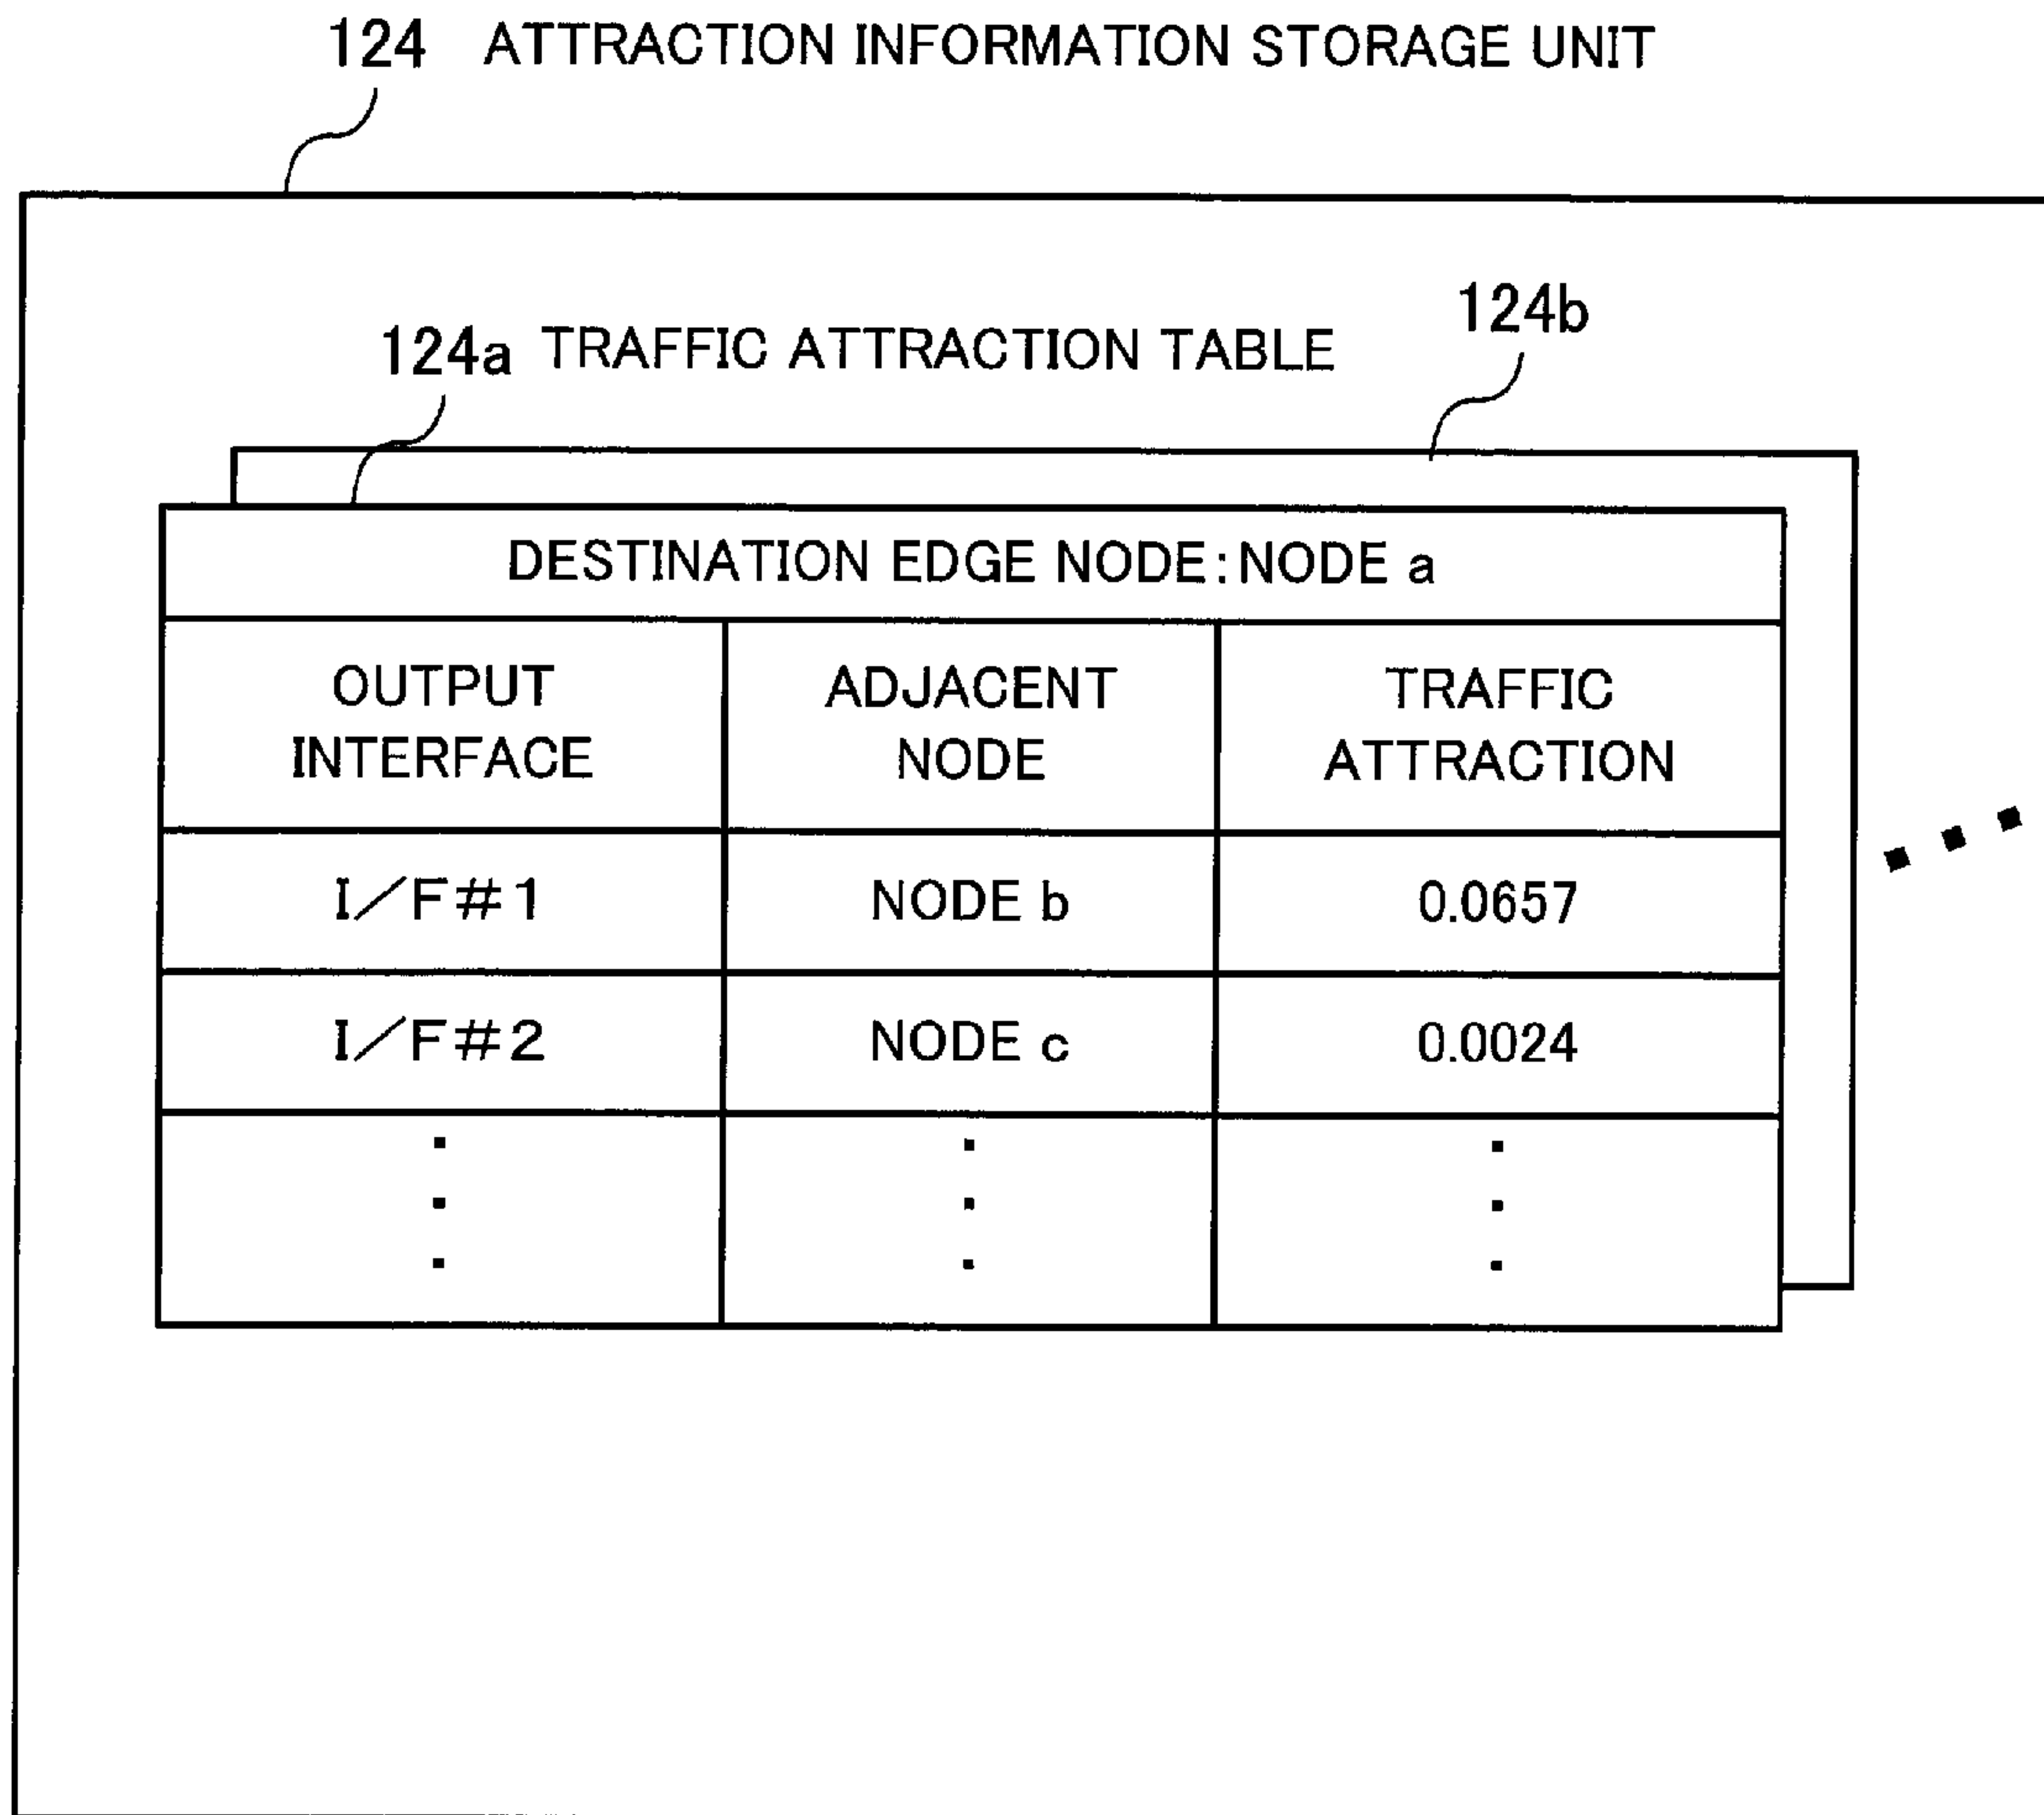 124 ATTRACTION INFORMATION STORAGE UNIT
124b
124a TRAFFIC ATTRACTION TABLE
DESTINATION EDGE NODE:NODE a
OUTPUT INTERFACE
ADJACENT NODE
TRAFFIC ATTRACTION
I/F#1
NODE b
0.0657
I/F#2
NODE c
0.0024